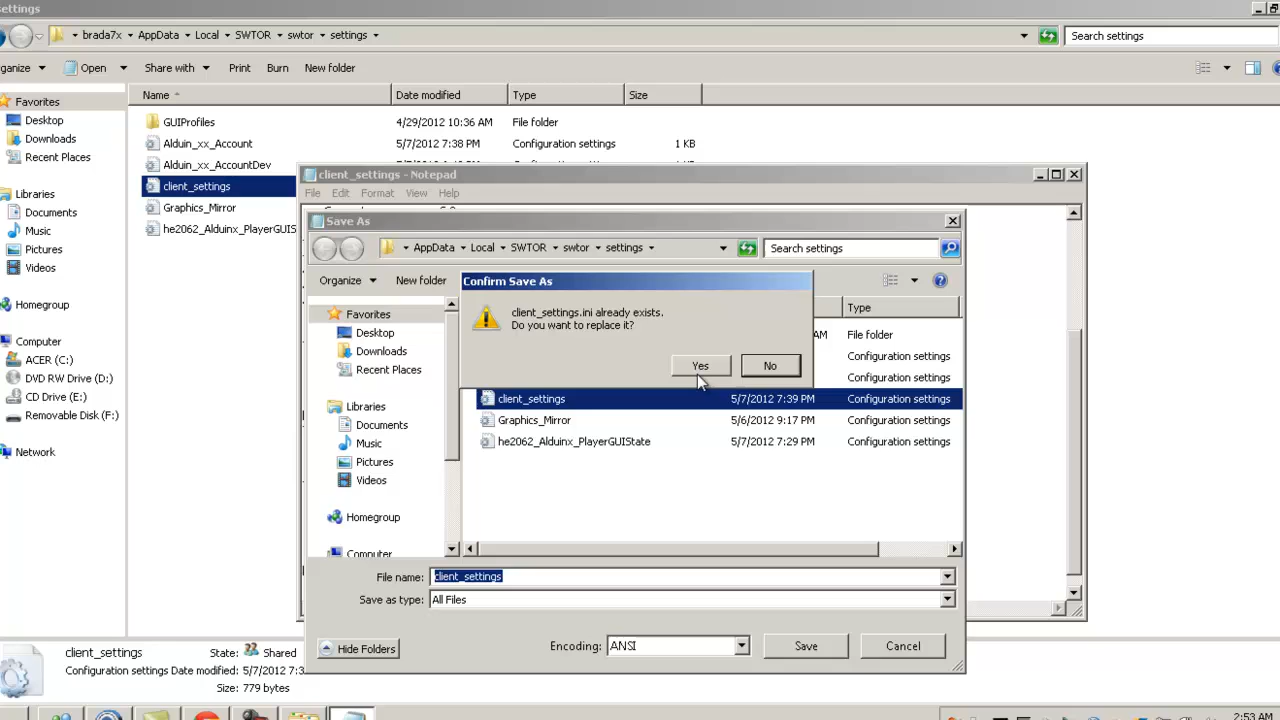 settings
brada7x AppData Local SWTOR swtor settings
Search settings
Open Share with Print Burn New folder
Name Date modified Type Size
Favorites
Desktop
Downloads
Recent Places
Libraries
Documents
Music
Pictures
Videos
Homegroup
Computer
ACER (C:)
DVD RW Drive (D:)
CD Drive (E:)
Removable Disk (F:)
Network
GUIProfiles 4/29/2012 10:36 AM File folder
Alduin_xx_Account 5/7/2012 7:38 PM Configuration settings 1 KB
Alduin_xx_AccountDev
client_settings
Graphics_Mirror
he2062_Alduinx_PlayerGUIS
client_settings - Notepad
File Edit Format View Help
Save As
AppData Local SWTOR swtor settings
Search settings
Organize New folder
Type
Favorites
Desktop
Downloads
Recent Places
Libraries
Documents
Music
Pictures
Videos
Homegroup
Computer
Confirm Save As
client_settings.ini already exists.
Do you want to replace it?
Yes No
AM File folder
Configuration settings
Configuration settings
client_settings 5/7/2012 7:39 PM Configuration settings
Graphics_Mirror 5/6/2012 9:17 PM Configuration settings
he2062_Alduinx_PlayerGUIState 5/7/2012 7:29 PM Configuration settings
File name: client_settings
Save as type: All Files
Hide Folders Encoding: ANSI Save Cancel
client_settings State: Shared
Configuration settings Date modified: 5/7/2012 7:3
Size: 779 bytes
2:53 AM